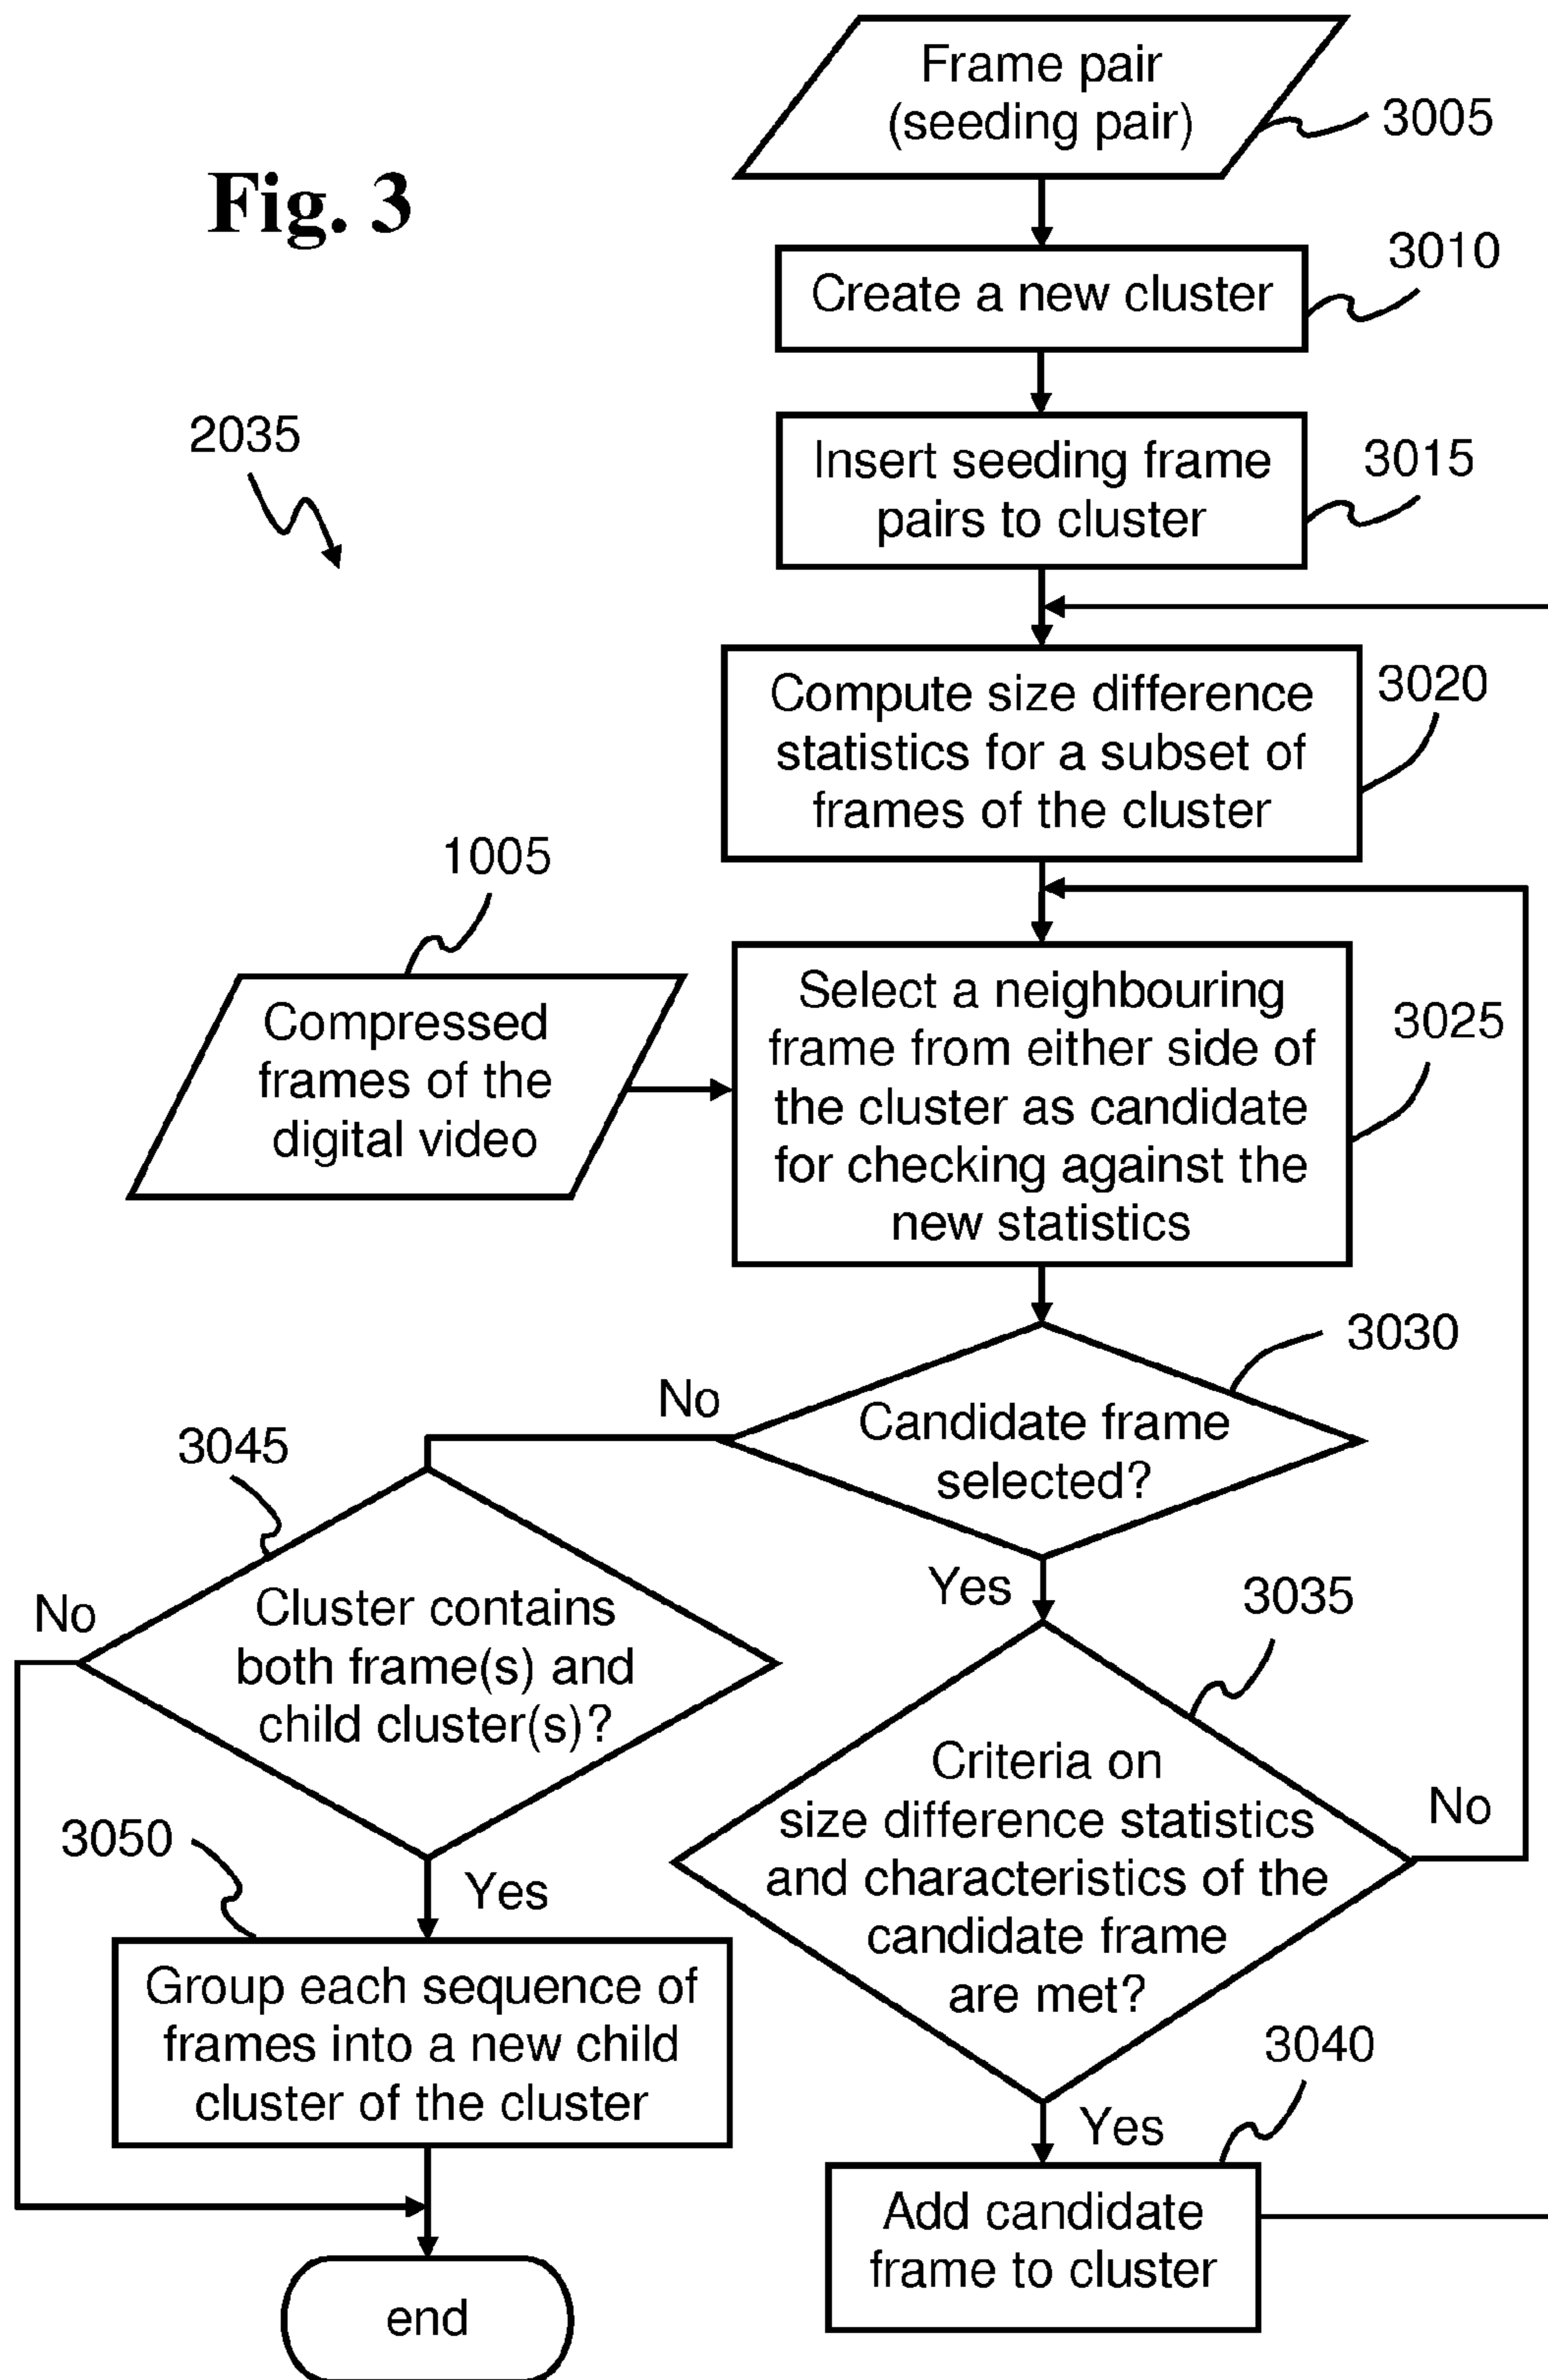 Frame pair
(seeding pair)
3005
Fig. 3
3010
Create a new cluster
2035
3015
Insert seeding frame
pairs to cluster
3020
Compute size difference
statistics for a subset of
frames of the cluster
1005
Compressed
frames of the
digital video
Select a neighbouring
frame from either side of
the cluster as candidate
for checking against the
new statistics
3025
3030
No
Candidate frame
selected?
3045
Yes
3035
No
Cluster contains
both frame(s) and
child cluster(s)?
Criteria on
size difference statistics
and characteristics of the
candidate frame
are met?
No
3050
Yes
Group each sequence of
frames into a new child
cluster of the cluster
3040
Yes
Add candidate
frame to cluster
end